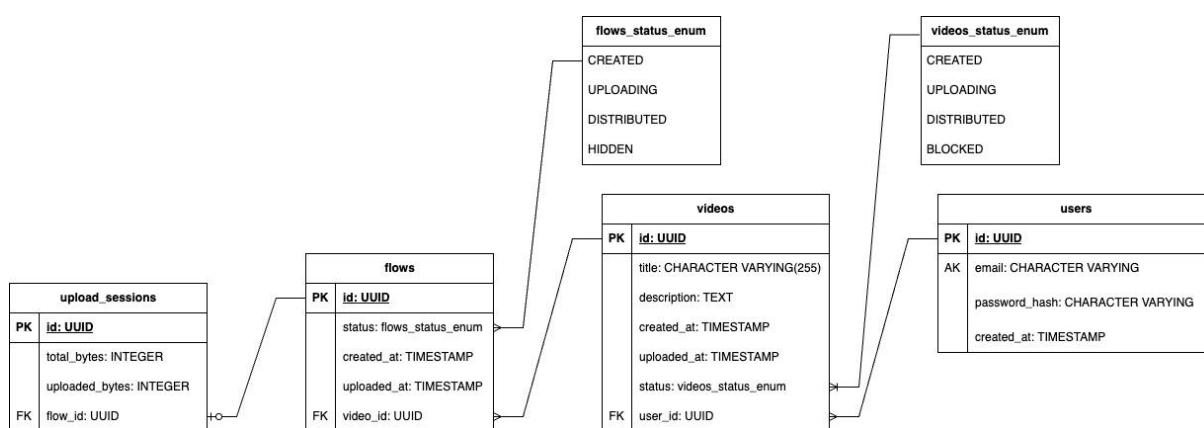 flows_status_enum
CREATED
UPLOADING
DISTRIBUTED
HIDDEN
videos_status_enum
CREATED
UPLOADING
DISTRIBUTED
BLOCKED
upload_sessions
PK id: UUID
total_bytes: INTEGER
uploaded_bytes: INTEGER
FK flow_id: UUID
flows
PK id: UUID
status: flows_status_enum
created_at: TIMESTAMP
uploaded_at: TIMESTAMP
FK video_id: UUID
videos
PK id: UUID
title: CHARACTER VARYING(255)
description: TEXT
created_at: TIMESTAMP
uploaded_at: TIMESTAMP
status: videos_status_enum
FK user_id: UUID
users
PK id: UUID
AK email: CHARACTER VARYING
password_hash: CHARACTER VARYING
created_at: TIMESTAMP